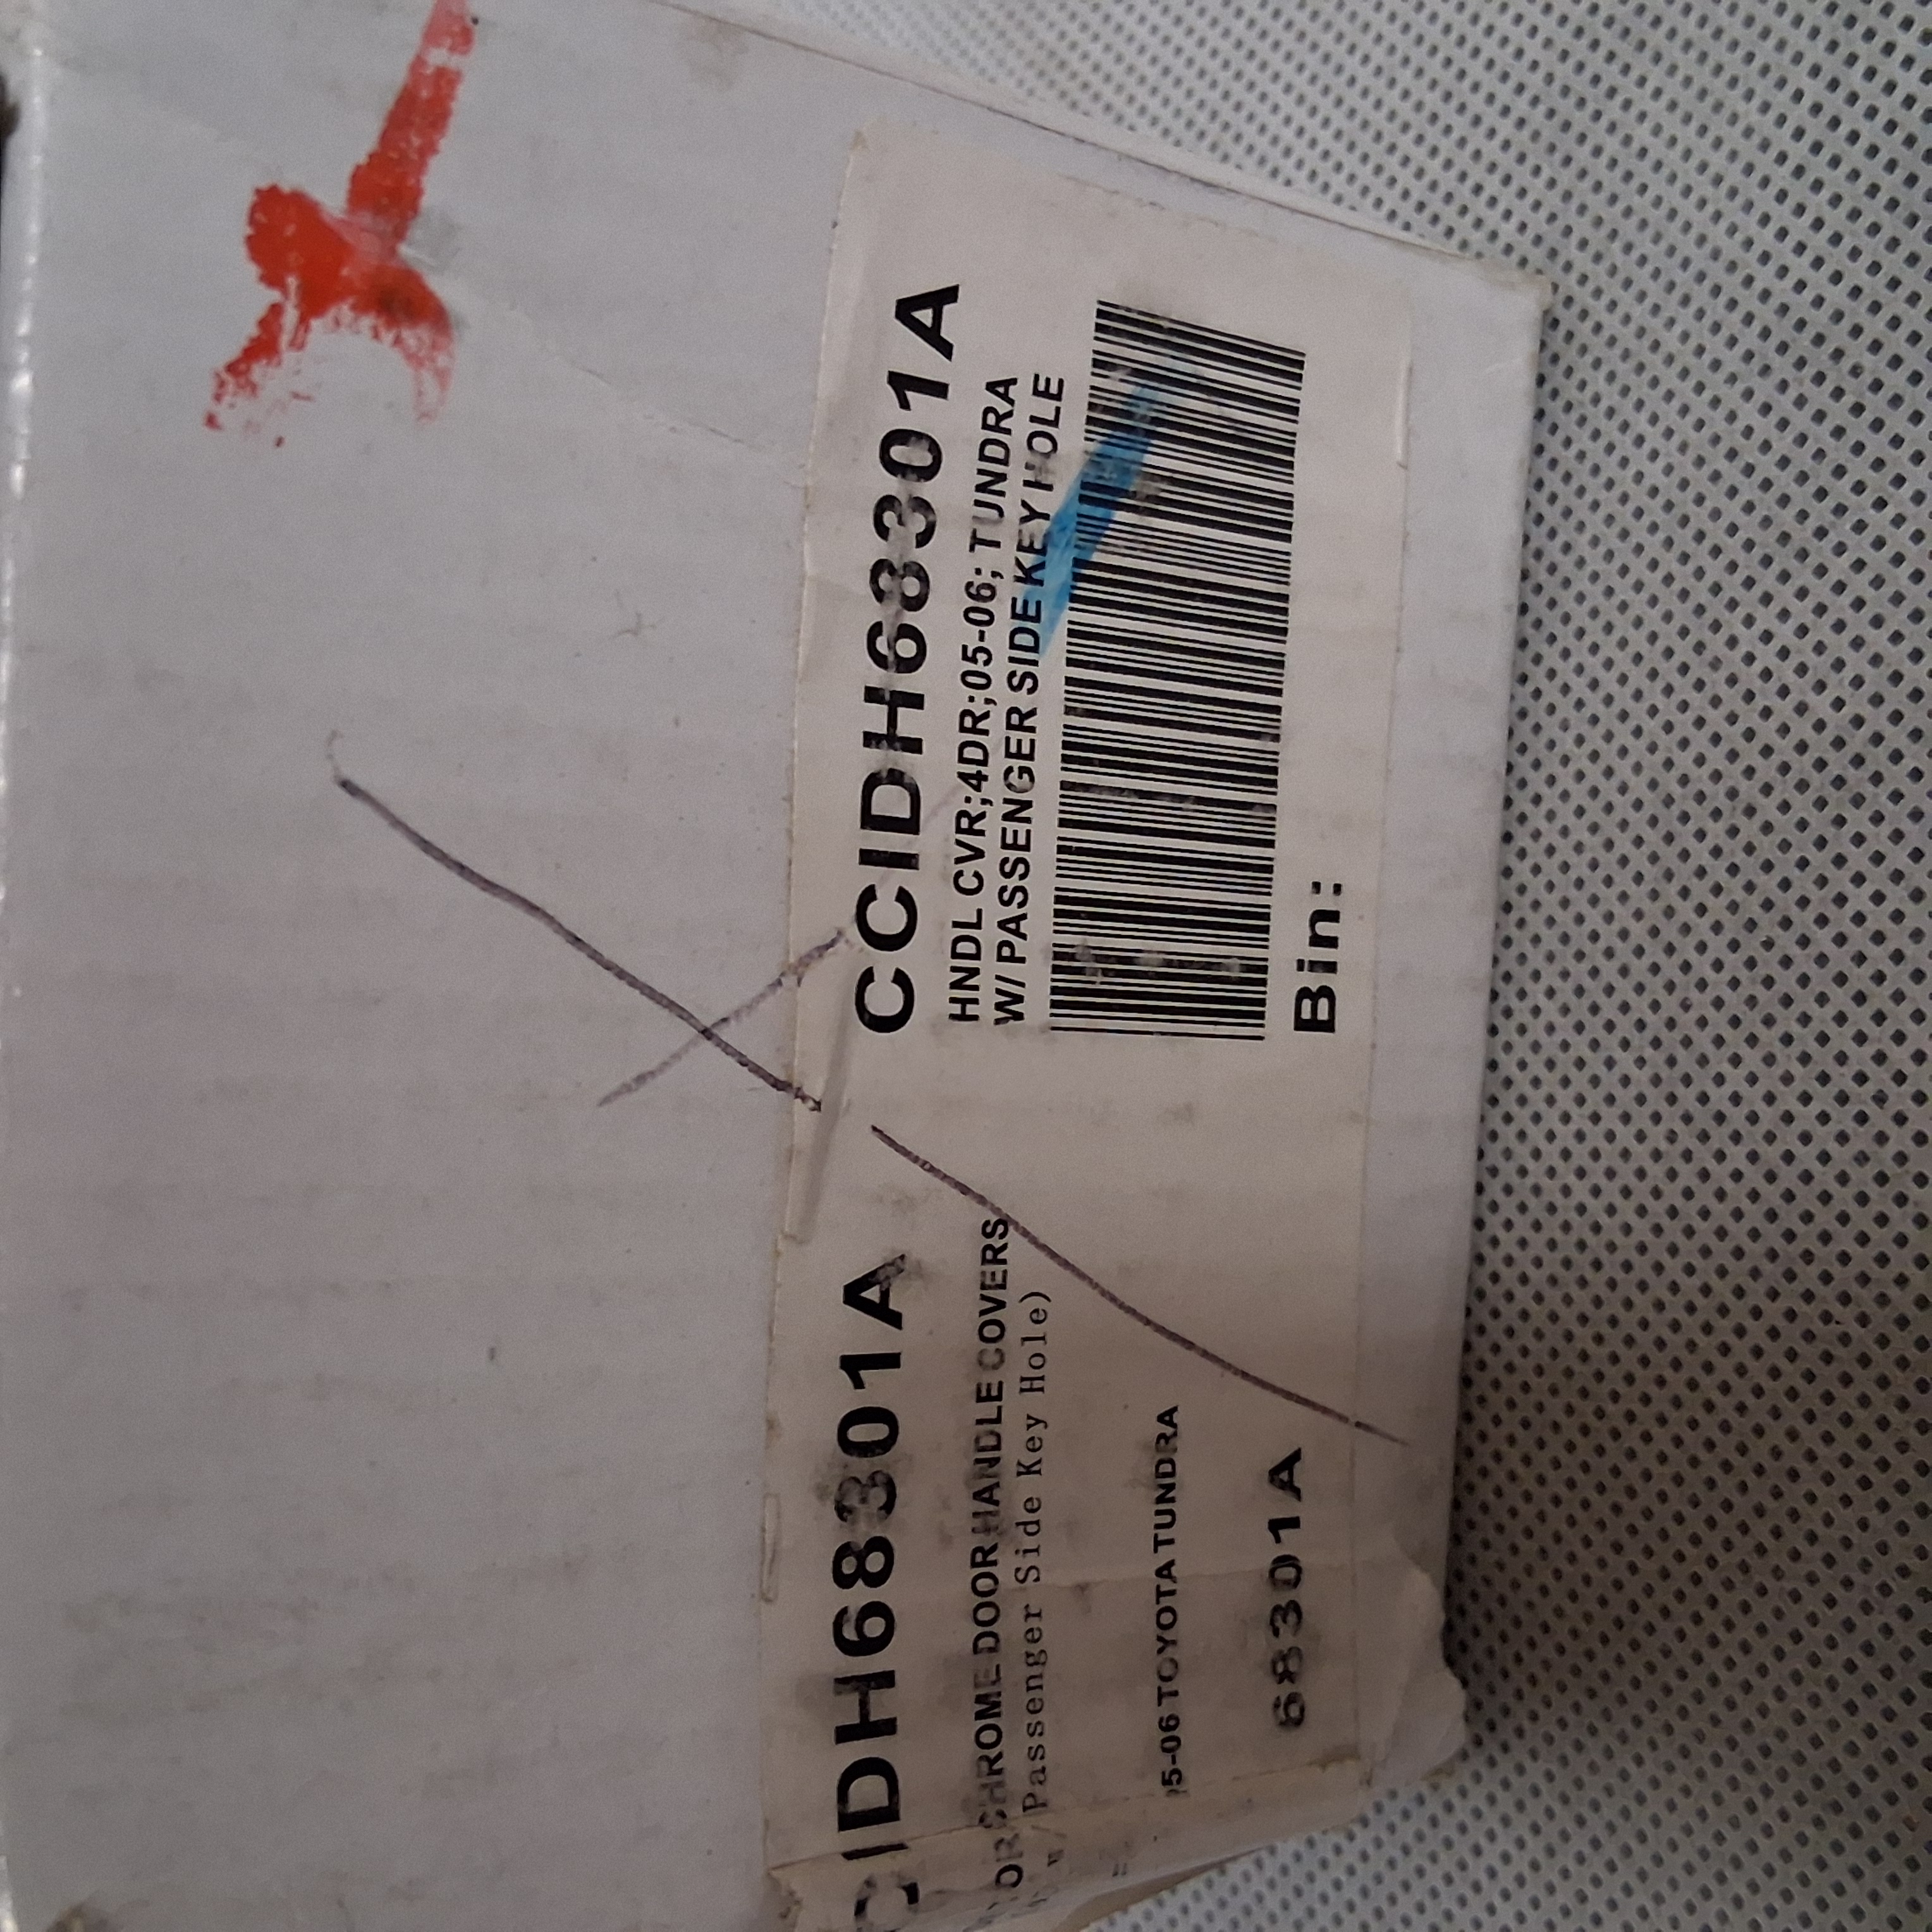 CCIDH68301A
HNDL CVR;4DR;05-06; TUNDRA
W/ PASSENGER SIDE KEY HOLE
Bin:
CIDH68301A
CHROME DOOR HANDLE COVERS
Passenger Side Key Hole)
5-06 TOYOTA TUNDRA
68301A